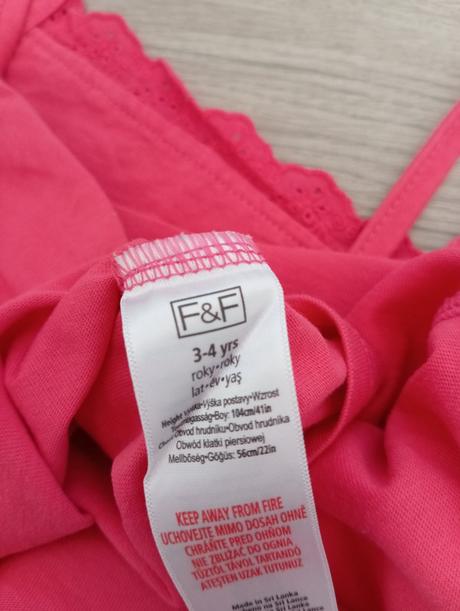 F&F
3-4 yrs
roky•roky
lat•év•yaş
Height •Výška postavy•Wzrost
Boy: 104cm/41in
Obvod hrudníku•Obvod hrudníka
Obwód klatki piersiowej
Mellbőség•Göğüs: 56cm/22in
KEEP AWAY FROM FIRE
UCHOVEJTE MIMO DOSAH OHNĚ
CHRÁŇTE PRED OHŇOM
NIE ZBLIŻAĆ DO OGNIA
TŰZTŐL TÁVOL TARTANDÓ
ATEŞTEN UZAK TUTUNUZ
Made in Sri Lanka